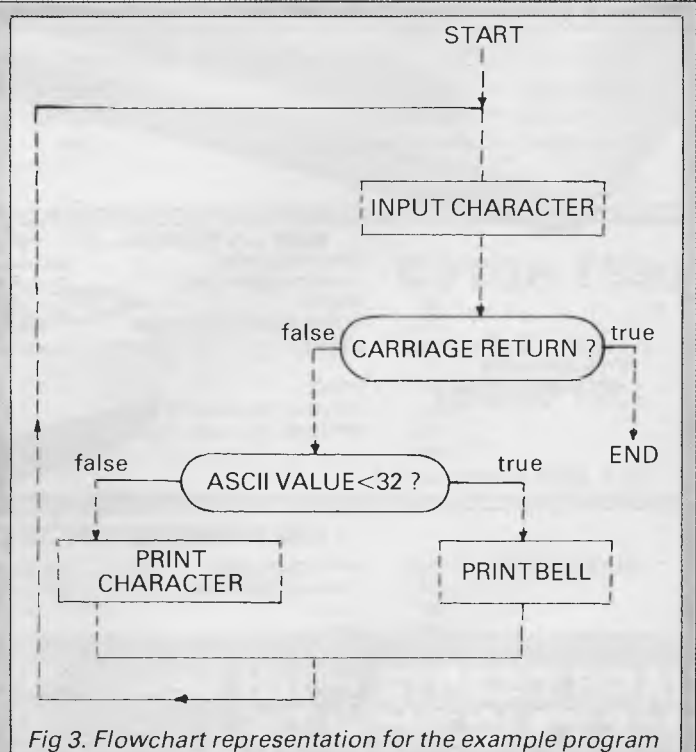 START
INPUT CHARACTER
false
CARRIAGE RETURN ?
true
END
false
ASCII VALUE<32 ?
true
PRINT
CHARACTER
PRINT BELL
Fig 3. Flowchart representation for the example program